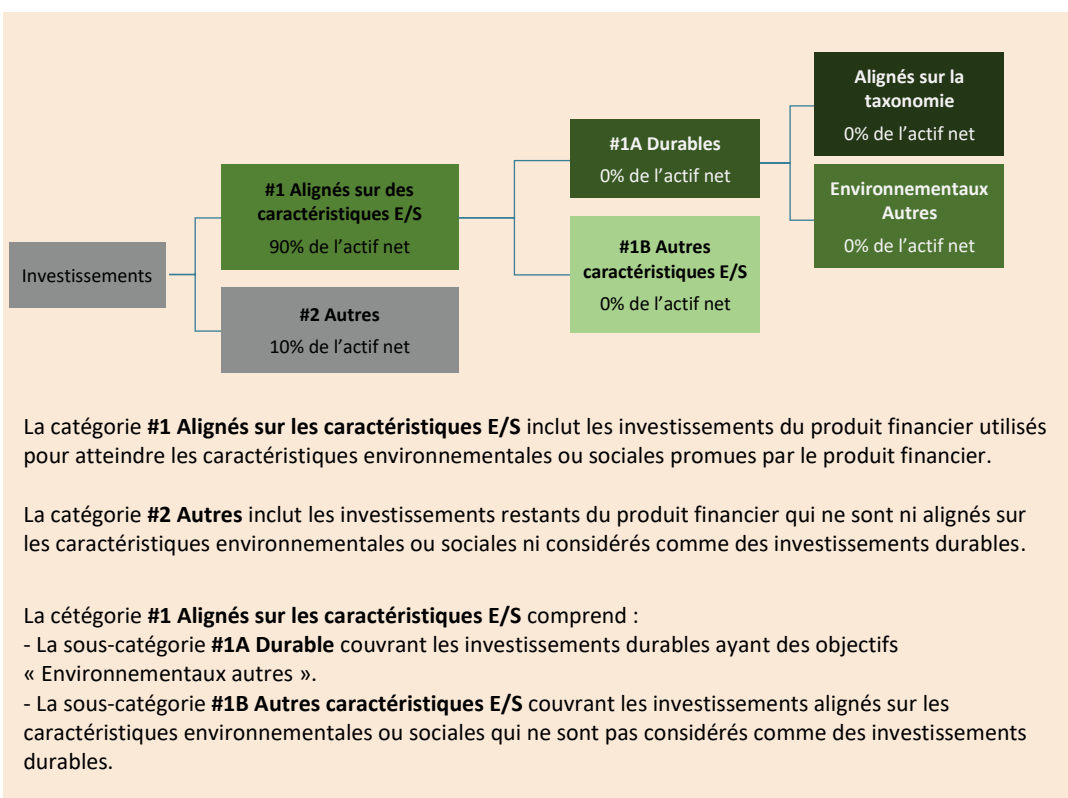 Investissements
#1 Alignés sur des
caractéristiques E/S
90% de l’actif net
#2 Autres
10% de l’actif net
#1A Durables
0% de l’actif net
#1B Autres
caractéristiques E/S
0% de l’actif net
Alignés sur la
taxonomie
0% de l’actif net
Environnementaux
Autres
0% de l’actif net
La catégorie #1 Alignés sur les caractéristiques E/S inclut les investissements du produit financier utilisés
pour atteindre les caractéristiques environnementales ou sociales promues par le produit financier.
La catégorie #2 Autres inclut les investissements restants du produit financier qui ne sont ni alignés sur
les caractéristiques environnementales ou sociales ni considérés comme des investissements durables.
La cétégorie #1 Alignés sur les caractéristiques E/S comprend :
- La sous-catégorie #1A Durable couvrant les investissements durables ayant des objectifs
« Environnementaux autres ».
- La sous-catégorie #1B Autres caractéristiques E/S couvrant les investissements alignés sur les
caractéristiques environnementales ou sociales qui ne sont pas considérés comme des investissements
durables.